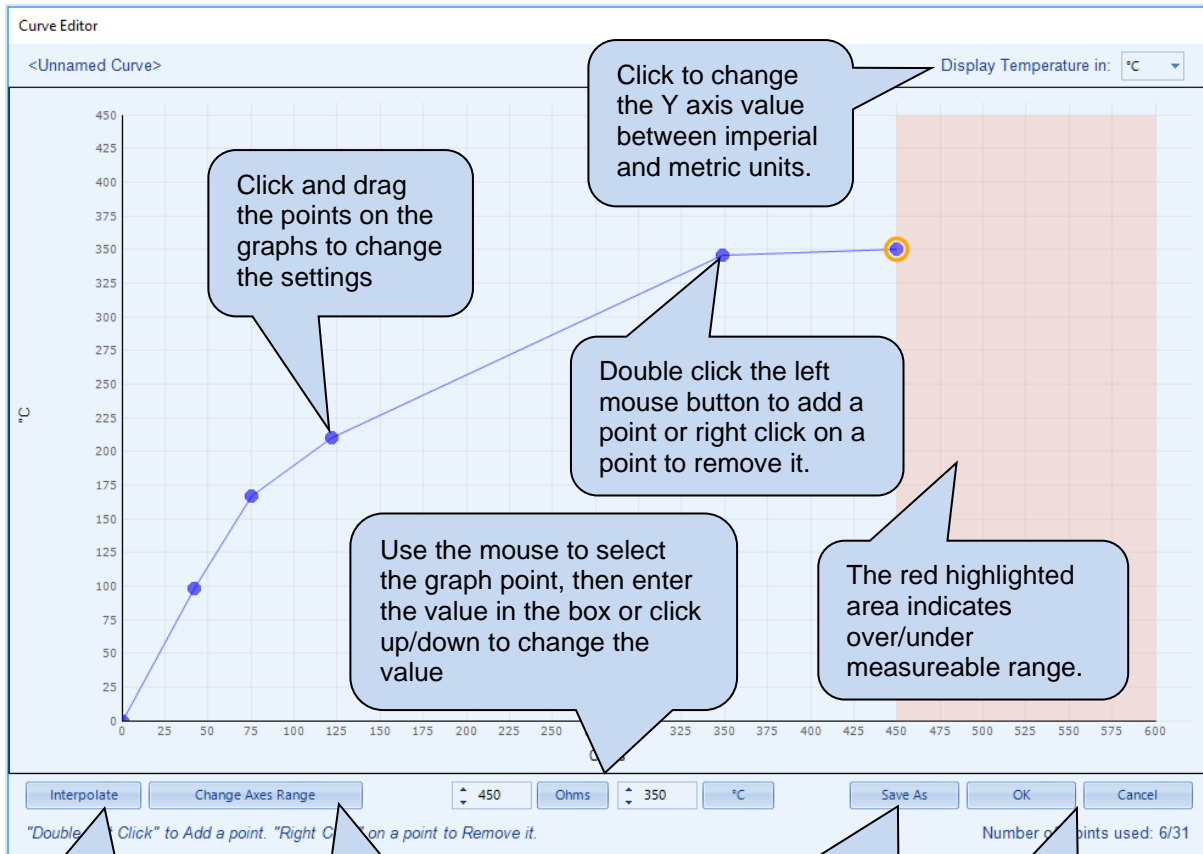 Curve Editor
<Unnamed Curve>
Display Temperature in: °C
Click to change
the Y axis value
between imperial
and metric units.
Click and drag
the points on the
graphs to change
the settings
Double click the left
mouse button to add a
point or right click on a
point to remove it.
Use the mouse to select
the graph point, then enter
the value in the box or click
up/down to change the
value
The red highlighted
area indicates
over/under
measureable range.
450
425
400
375
350
325
300
275
250
225
200
175
150
125
100
75
50
25
0
°C
0 25 50 75 100 125 150 175 200 225 250 325 350 375 400 425 450 475 500 525 550 575 600
Interpolate Change Axes Range 450 Ohms 350 °C Save As OK Cancel
"Double Click" to Add a point. "Right on a point to Remove it.
Number of points used: 6/31